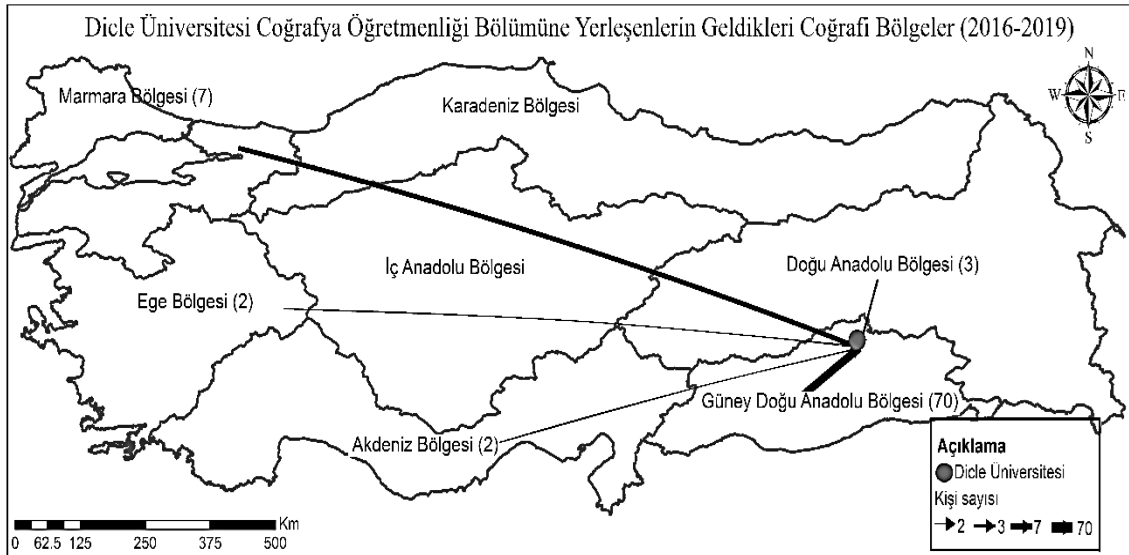 Dicle Üniversitesi Coğrafya Öğretmenliği Bölümüne Yerleşenlerin Geldikleri Coğrafi Bölgeler (2016-2019)
N
W E
S
Marmara Bölgesi (7)
Karadeniz Bölgesi
İç Anadolu Bölgesi
Doğu Anadolu Bölgesi (3)
Ege Bölgesi (2)
Güney Doğu Anadolu Bölgesi (70)
Akdeniz Bölgesi (2)
Açıklama
Dicle Üniversitesi
Kişi sayısı
2 3 7 70
Km
0 62.5 125 250 375 500